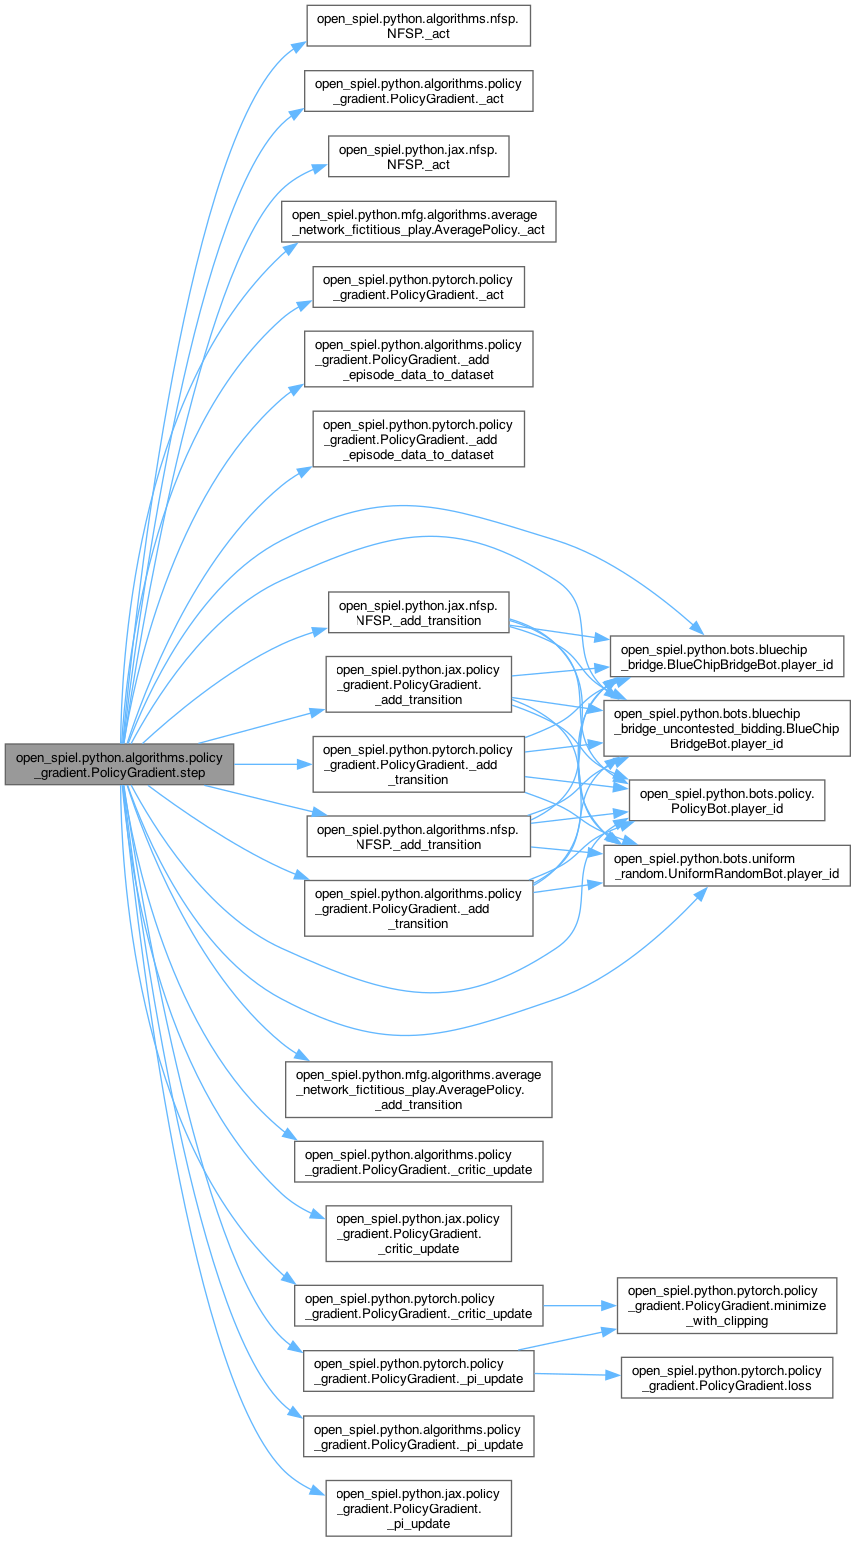 open_spiel.python.algorithms.policy
_gradient.PolicyGradient.step
open_spiel.python.algorithms.nfsp.
NFSP._act
open_spiel.python.algorithms.policy
_gradient.PolicyGradient._act
open_spiel.python.jax.nfsp.
NFSP._act
open_spiel.python.mfg.algorithms.average
_network_fictitious_play.AveragePolicy._act
open_spiel.python.pytorch.policy
_gradient.PolicyGradient._act
open_spiel.python.algorithms.policy
_gradient.PolicyGradient._add
_episode_data_to_dataset
open_spiel.python.pytorch.policy
_gradient.PolicyGradient._add
_episode_data_to_dataset
open_spiel.python.jax.nfsp.
NFSP._add_transition
open_spiel.python.jax.policy
_gradient.PolicyGradient.
_add_transition
open_spiel.python.pytorch.policy
_gradient.PolicyGradient._add
_transition
open_spiel.python.algorithms.nfsp.
NFSP._add_transition
open_spiel.python.algorithms.policy
_gradient.PolicyGradient._add
_transition
open_spiel.python.mfg.algorithms.average
_network_fictitious_play.AveragePolicy.
_add_transition
open_spiel.python.algorithms.policy
_gradient.PolicyGradient._critic_update
open_spiel.python.jax.policy
_gradient.PolicyGradient.
_critic_update
open_spiel.python.pytorch.policy
_gradient.PolicyGradient._critic_update
open_spiel.python.pytorch.policy
_gradient.PolicyGradient._pi_update
open_spiel.python.algorithms.policy
_gradient.PolicyGradient._pi_update
open_spiel.python.jax.policy
_gradient.PolicyGradient.
_pi_update
open_spiel.python.bots.bluechip
_bridge.BlueChipBridgeBot.player_id
open_spiel.python.bots.bluechip
_bridge_uncontested_bidding.BlueChip
BridgeBot.player_id
open_spiel.python.bots.policy.
PolicyBot.player_id
open_spiel.python.bots.uniform
_random.UniformRandomBot.player_id
open_spiel.python.pytorch.policy
_gradient.PolicyGradient.minimize
_with_clipping
open_spiel.python.pytorch.policy
_gradient.PolicyGradient.loss